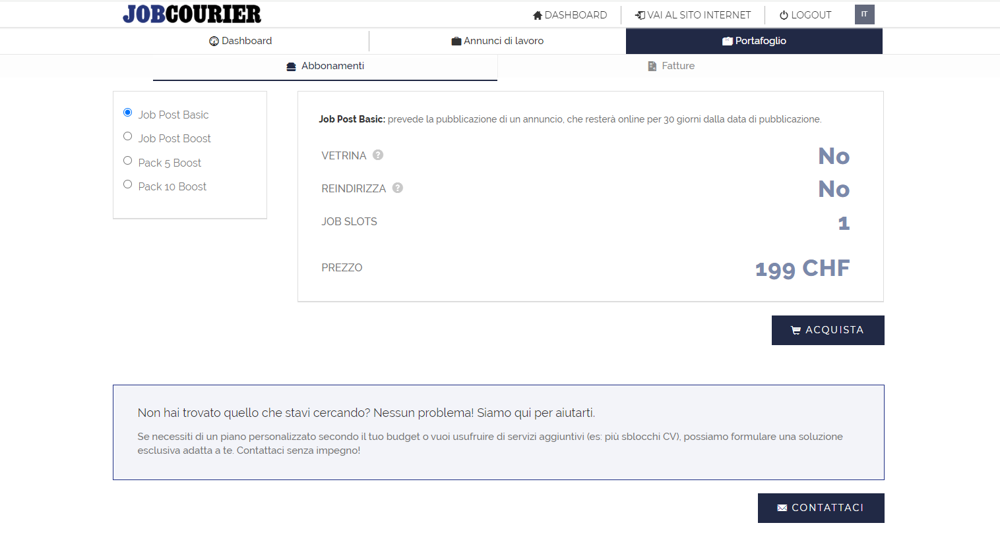 JOBCOURIER
DASHBOARD
VAI AL SITO INTERNET
LOGOUT
IT
Dashboard
Annunci di lavoro
Portafoglio
Abbonamenti
Fatture
Job Post Basic
Job Post Boost
Pack 5 Boost
Pack 10 Boost
Job Post Basic: prevede la pubblicazione di un annuncio, che resterà online per 30 giorni dalla data di pubblicazione.
VETRINA ? No
REINDIRIZZA ? No
JOB SLOTS 1
PREZZO 199 CHF
ACQUISTA
Non hai trovato quello che stavi cercando? Nessun problema! Siamo qui per aiutarti.
Se necessiti di un piano personalizzato secondo il tuo budget o vuoi usufruire di servizi aggiuntivi (es: più sblocchi CV), possiamo formulare una soluzione
esclusiva adatta a te. Contattaci senza impegno!
CONTATTACI